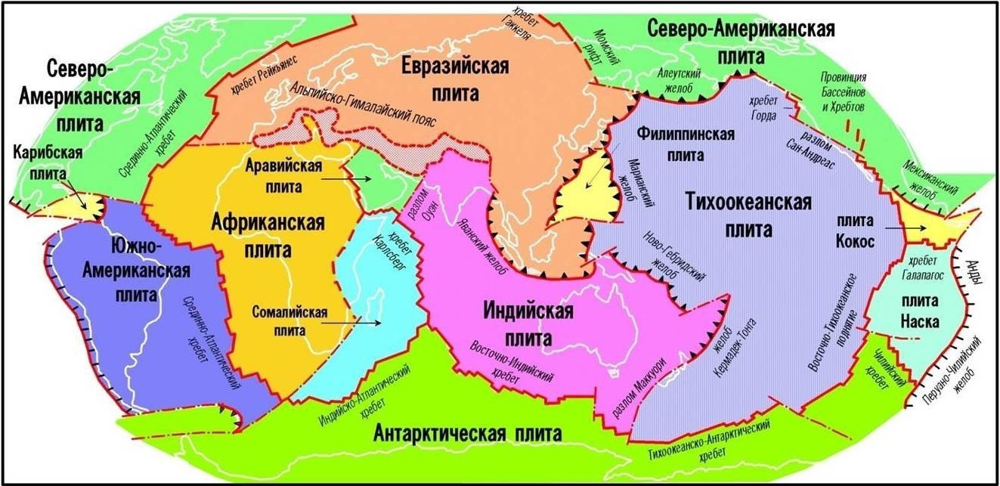 Северо-
Американская
плита
Карибская
плита
Срединно-Атлантический
хребет
хребет Рейкьянес
хребет
Гаккеля
Евразийская
плита
Альпийско-Гималайский пояс
Момский
рифт
Северо-Американская
плита
Алеутский
желоб
хребет
Горда
Провинция
Бассейнов
и Хребтов
разлом
Сан-Андреас
Мексиканский
желоб
Филиппинская
плита
Марианский
желоб
Аравийская
плита
Африканская
плита
разлом
Оуэн
хребет
Карлсберг
Яванский желоб
Тихоокеанская
плита
плита
Кокос
Ново-Гебридский
желоб
хребет
Галапагос
Анды
плита
Наска
Южно-
Американская
плита
Срединно-Атлантический
хребет
Сомалийская
плита
Индийская
плита
Восточно-Индийский
хребет
разлом Маккуори
желоб
Кермадек-Тонга
Восточно-Тихоокеанское
поднятие
Чилийский
хребет
Перуано-Чилийский
желоб
Индийско-Атлантический
хребет
Антарктическая плита
Тихоокеанско-Антарктический
хребет